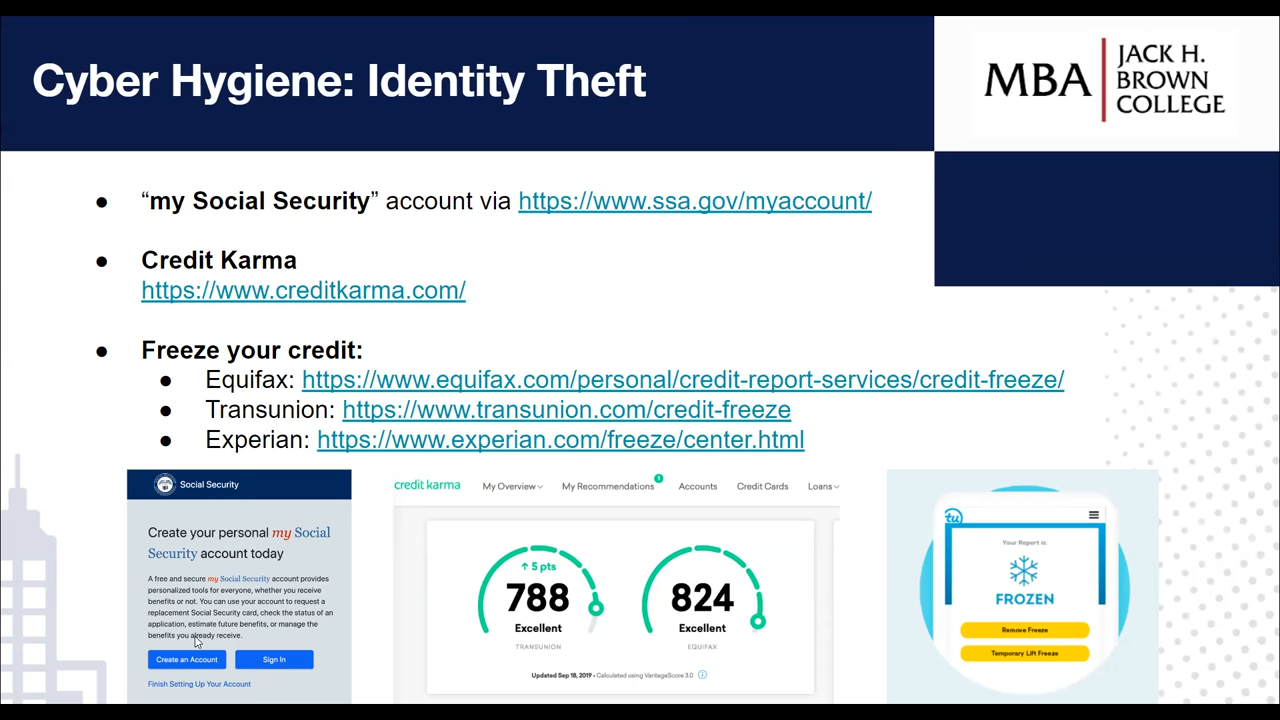 Cyber Hygiene: Identity Theft
MBA
JACK H.
BROWN
COLLEGE
● “my Social Security” account via https://www.ssa.gov/myaccount/
● Credit Karma
https://www.creditkarma.com/
● Freeze your credit:
● Equifax: https://www.equifax.com/personal/credit-report-services/credit-freeze/
● Transunion: https://www.transunion.com/credit-freeze
● Experian: https://www.experian.com/freeze/center.html
Social Security
Create your personal my Social
Security account today
A free and secure my Social Security account provides
personalized tools for everyone, whether you receive
benefits or not. You can use your account to request a
replacement Social Security card, check the status of an
application, estimate future benefits, or manage the
benefits you already receive.
Create an Account Sign In
Finish Setting Up Your Account
credit karma My Overview My Recommendations 1 Accounts Credit Cards Loans
↑ 5 pts
788 824
Excellent Excellent
TRANSUNION EQUIFAX
Updated Sep 18, 2019 • Calculated using VantageScore 3.0
tu
Your Report is:
FROZEN
Remove Freeze
Temporary Lift Freeze